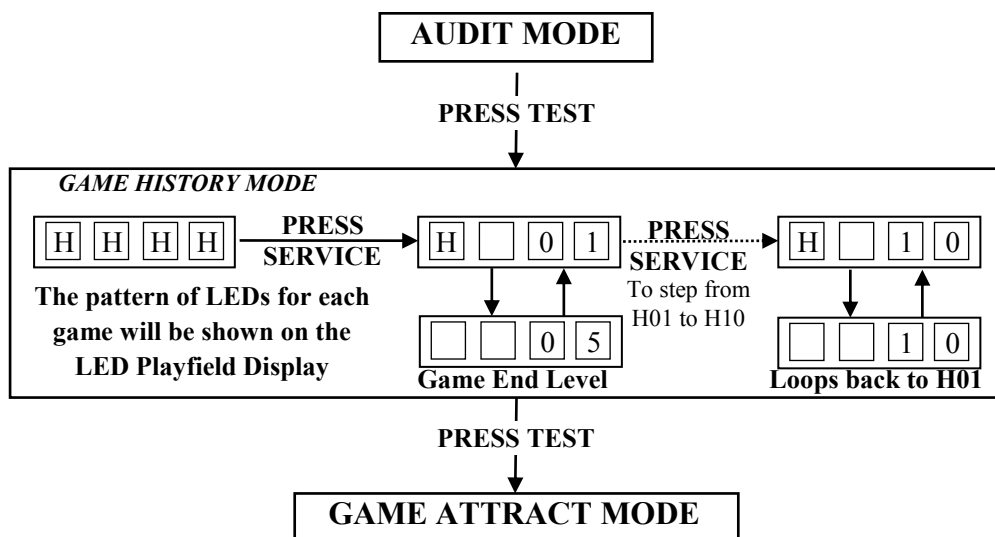 AUDIT MODE
PRESS TEST
GAME HISTORY MODE
H H H H
PRESS
SERVICE
H 0 1
PRESS
SERVICE
To step from
H01 to H10
H 1 0
The pattern of LEDs for each
game will be shown on the
LED Playfield Display
0 5
Game End Level
1 0
Loops back to H01
PRESS TEST
GAME ATTRACT MODE